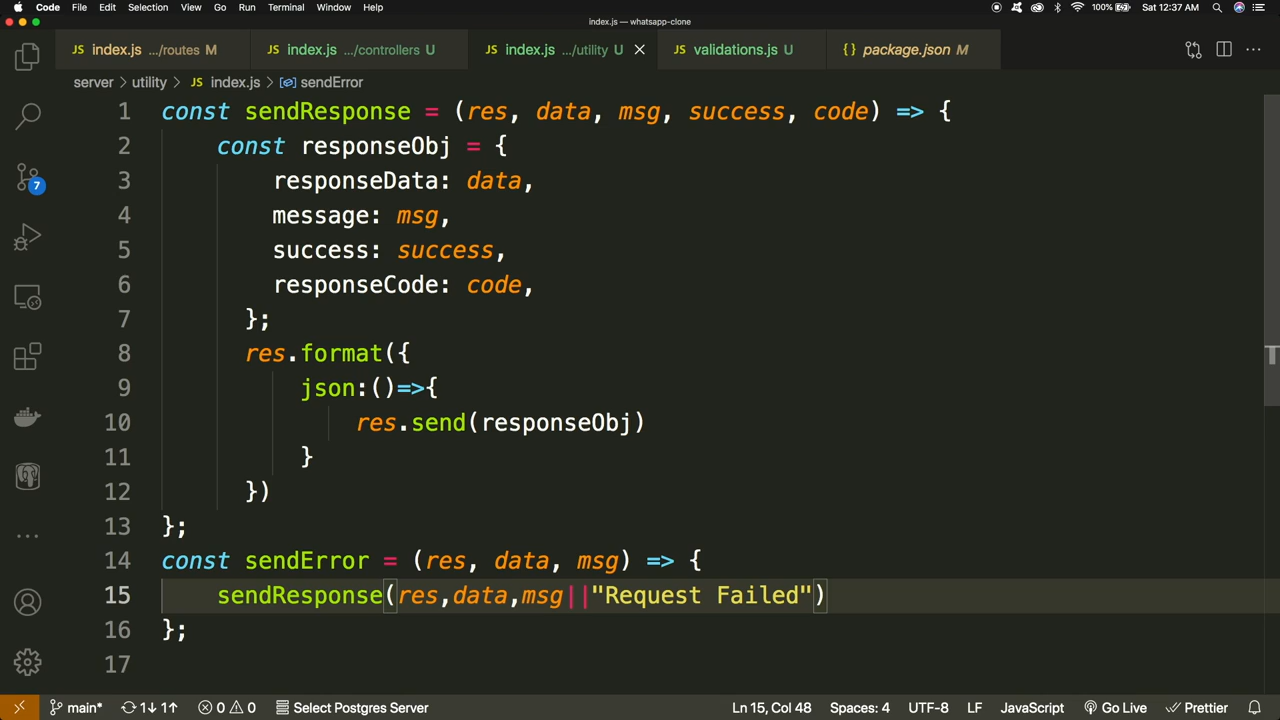 Code File Edit Selection View Go Run Terminal Window Help 100% Sat 12:37 AM
index.js — whatsapp-clone
JS index.js .../routes M JS index.js .../controllers U JS index.js .../utility U JS validations.js U {} package.json M
server > utility > JS index.js > sendError
1 const sendResponse = (res, data, msg, success, code) => {
2 const responseObj = {
3 responseData: data,
4 message: msg,
5 success: success,
6 responseCode: code,
7 };
8 res.format({
9 json:()=>{
10 res.send(responseObj)
11 }
12 })
13 };
14 const sendError = (res, data, msg) => {
15 sendResponse(res,data,msg||"Request Failed")
16 };
17
7
main* 1↓ 1↑ 0 0 Select Postgres Server Ln 15, Col 48 Spaces: 4 UTF-8 LF JavaScript Go Live Prettier